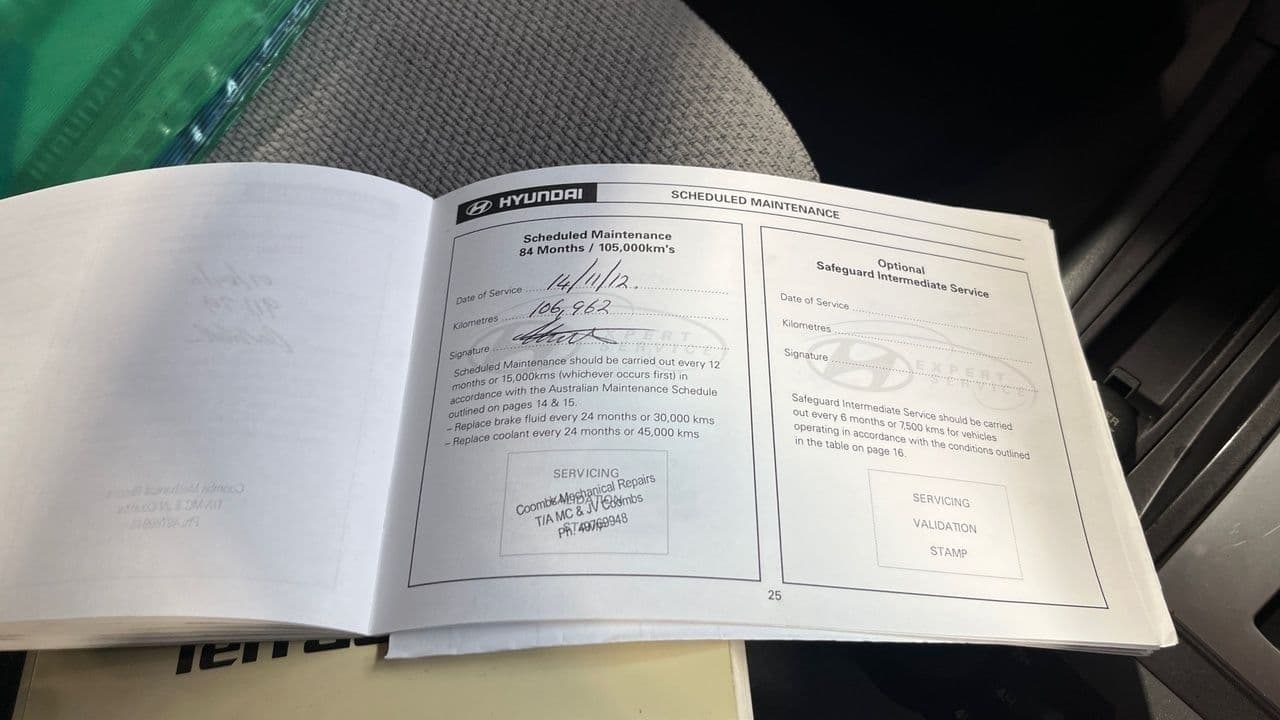 HYUNDAI
SCHEDULED MAINTENANCE
Scheduled Maintenance
84 Months / 105,000km's
Date of Service 14/11/12.
Kilometres 106,962
Signature
EXPERT
SERVICE
Scheduled Maintenance should be carried out every 12
months or 15,000kms (whichever occurs first) in
accordance with the Australian Maintenance Schedule
outlined on pages 14 & 15.
– Replace brake fluid every 24 months or 30,000 kms
– Replace coolant every 24 months or 45,000 kms
SERVICING
VALIDATION
STAMP
Coombs Mechanical Repairs
T/A MC & JV Coombs
Ph: 49769948
Optional
Safeguard Intermediate Service
Date of Service
Kilometres
Signature
EXPERT
SERVICE
Safeguard Intermediate Service should be carried
out every 6 months or 7,500 kms for vehicles
operating in accordance with the conditions outlined
in the table on page 16.
SERVICING
VALIDATION
STAMP
25